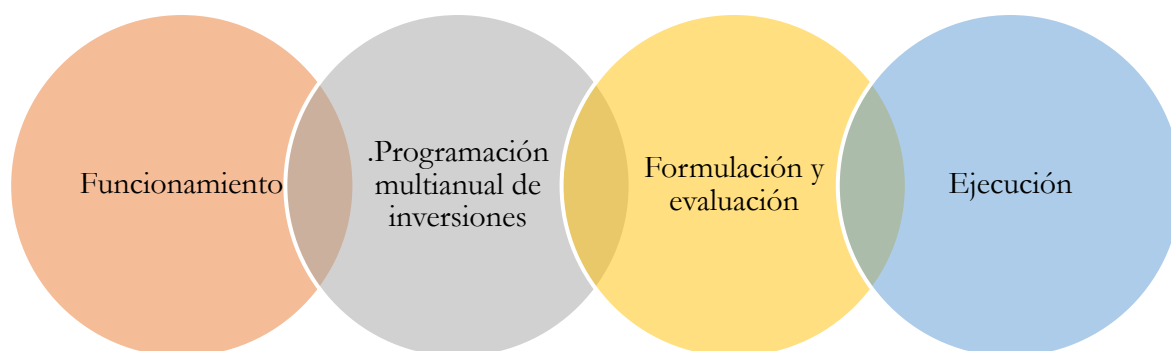 Funcionamiento
.Programación
multianual de
inversiones
Formulación y
evaluación
Ejecución